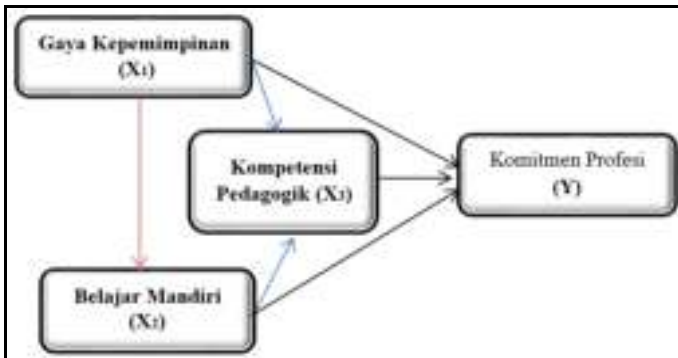 Gaya Kepemimpinan
(X₁)
Kompetensi
Pedagogik (X₃)
Komitmen Profesi
(Y)
Belajar Mandiri
(X₂)